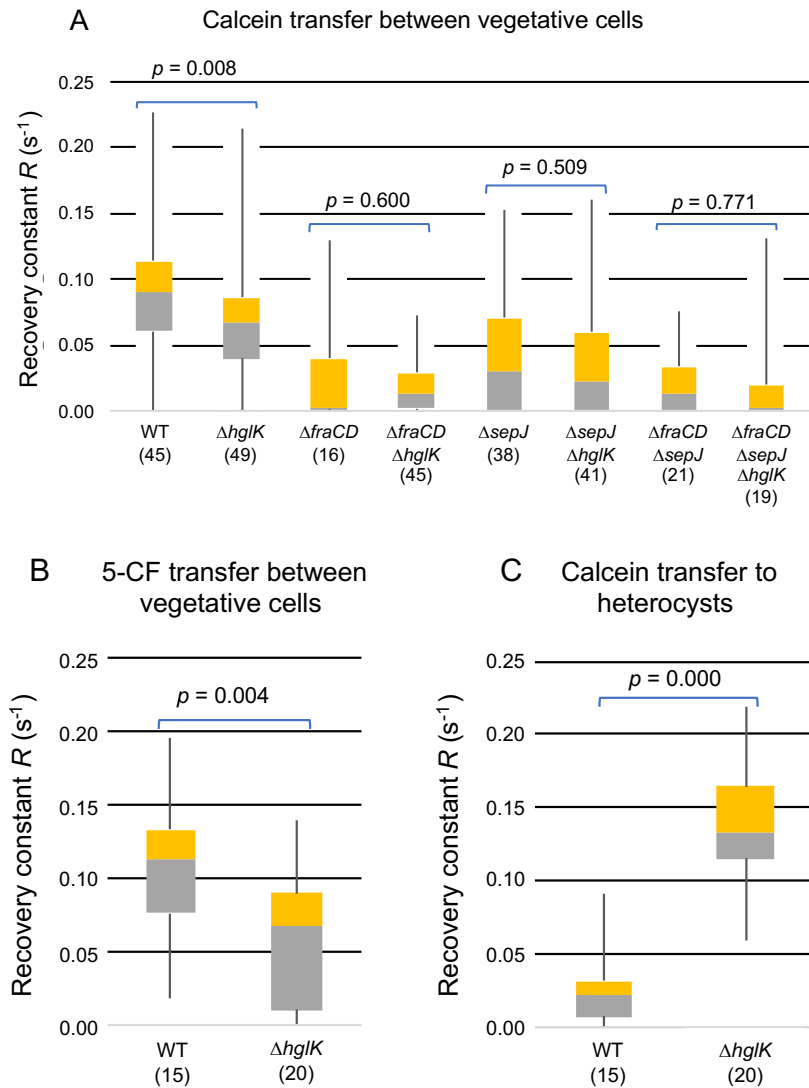 A
Calcein transfer between vegetative cells
Recovery constant R (s⁻¹)
0.25
0.20
0.15
0.10
0.05
0.00
p = 0.008
p = 0.600
p = 0.509
p = 0.771
WT
(45)
ΔhglK
(49)
ΔfraCD
(16)
ΔfraCD
ΔhglK
(45)
ΔsepJ
(38)
ΔsepJ
ΔhglK
(41)
ΔfraCD
ΔsepJ
(21)
ΔfraCD
ΔsepJ
ΔhglK
(19)
B
5-CF transfer between
vegetative cells
Recovery constant R (s⁻¹)
0.25
0.20
0.15
0.10
0.05
0.00
p = 0.004
WT
(15)
ΔhglK
(20)
C
Calcein transfer to
heterocysts
Recovery constant R (s⁻¹)
0.25
0.20
0.15
0.10
0.05
0.00
p = 0.000
WT
(15)
ΔhglK
(20)